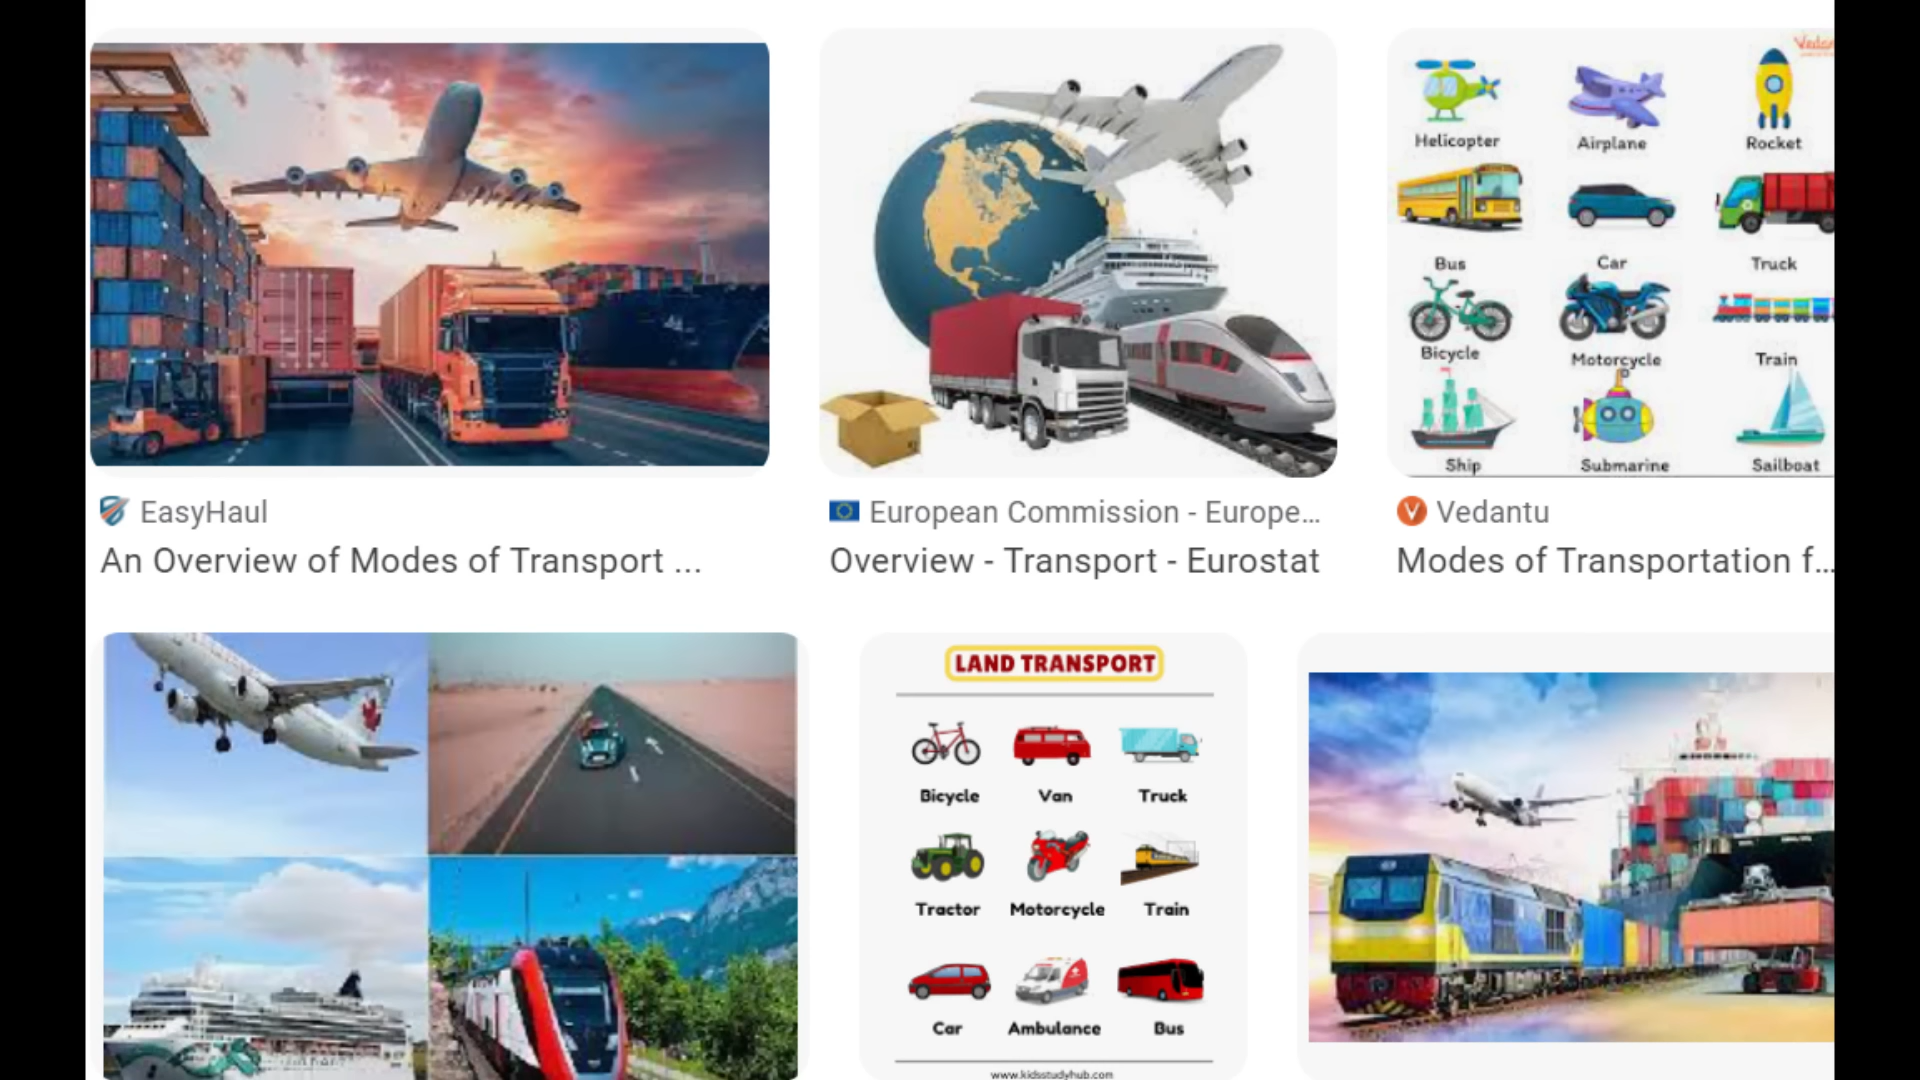 Vedan
Helicopter
Airplane
Rocket
Bus
Car
Truck
Bicycle
Motorcycle
Train
Ship
Submarine
Sailboat
EasyHaul
An Overview of Modes of Transport ...
European Commission - Europe...
Overview - Transport - Eurostat
Vedantu
Modes of Transportation f...
LAND TRANSPORT
Bicycle
Van
Truck
Tractor
Motorcycle
Train
Car
Ambulance
Bus
www.kidsstudyhub.com